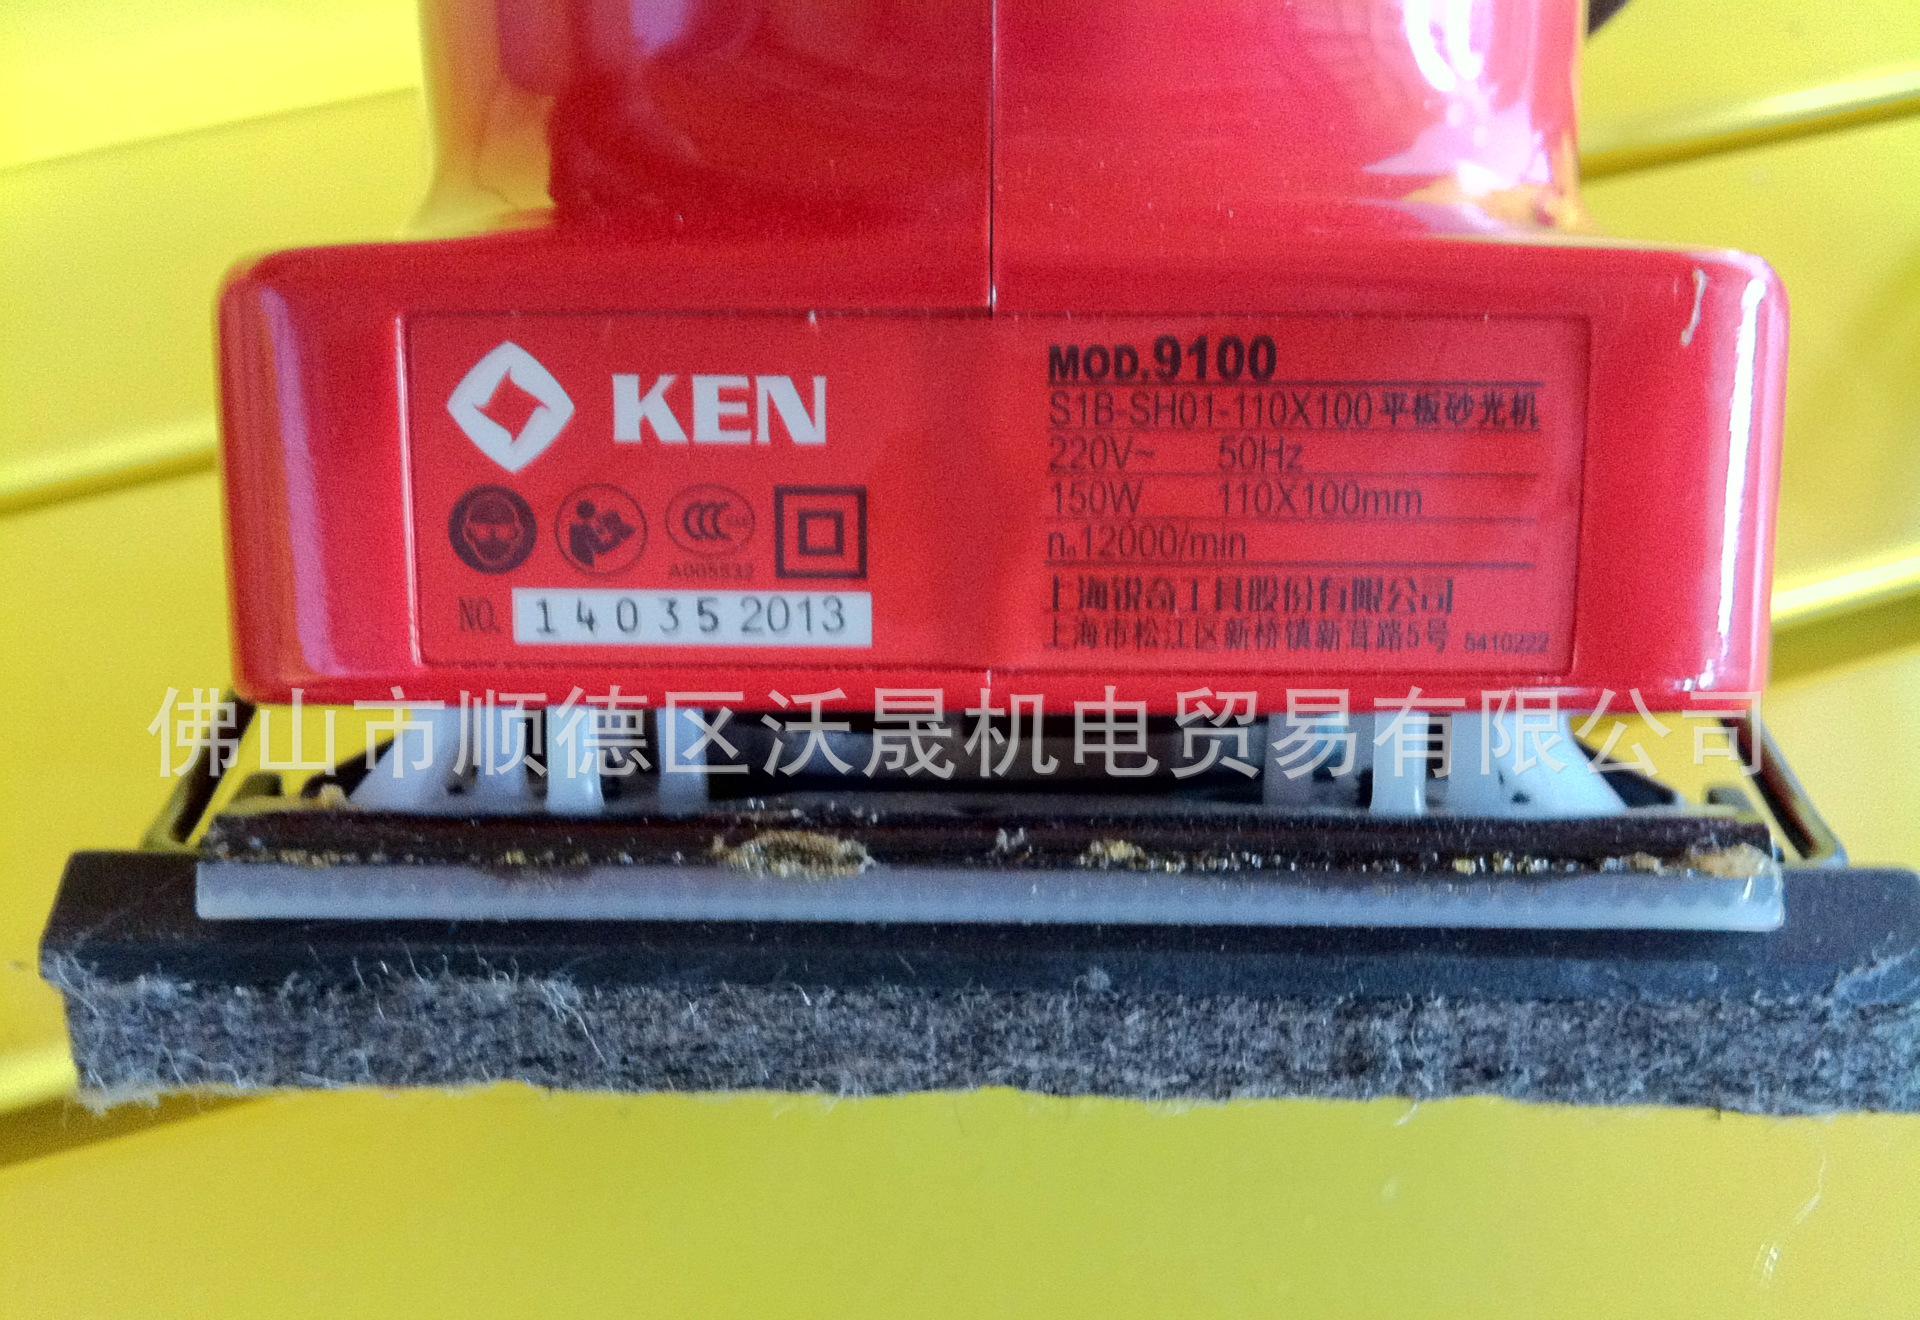 KEN
MOD.9100
S1B-SH01-110X100平板砂光机
220V~ 50Hz
150W 110X100mm
n₀12000/min
CCC
A005532
NO. 140352013
上海锐奇工具股份有限公司
上海市松江区新桥镇新茸路5号 5410222
佛山市顺德区沃晟机电贸易有限公司